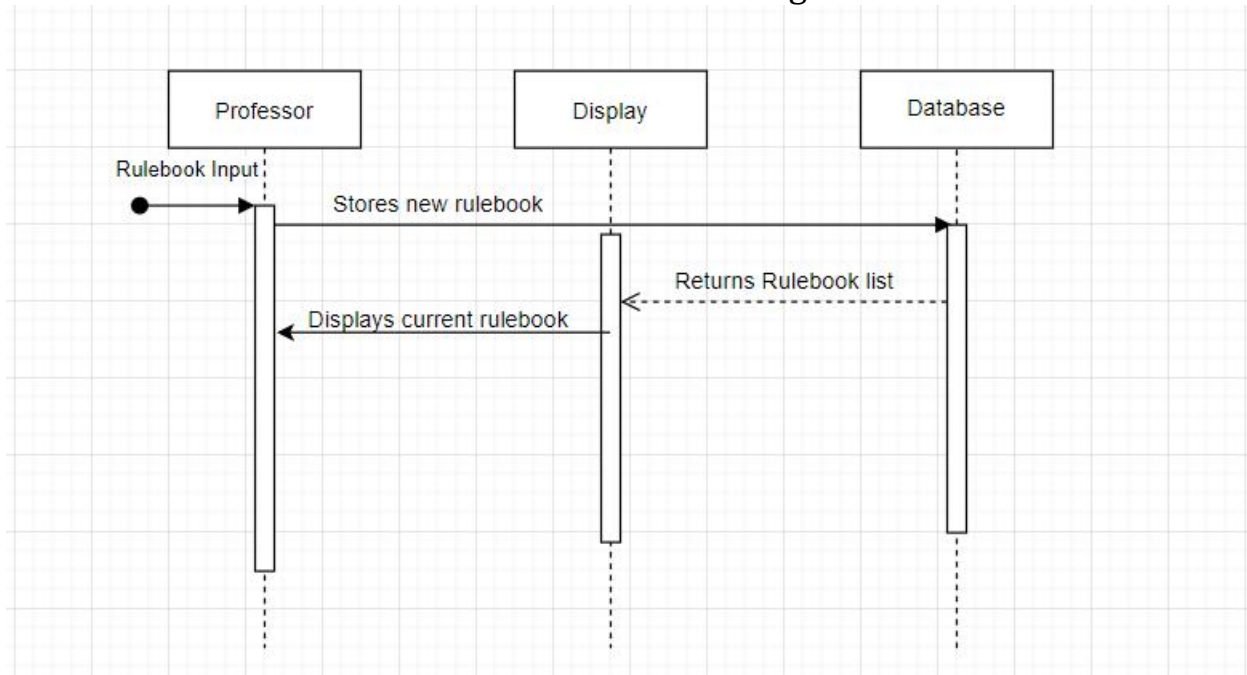 Professor
Display
Database
Rulebook Input
Stores new rulebook
Returns Rulebook list
Displays current rulebook